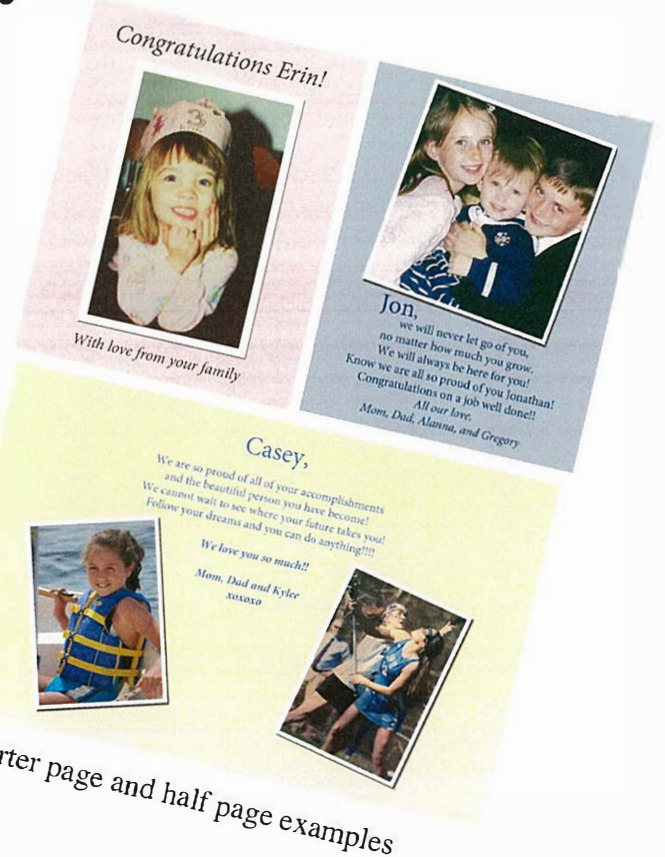 Congratulations Erin!
3
With love from your family
Jon,
we will never let go of you,
no matter how much you grow.
We will always be here for you!
Know we are all so proud of you Jonathan!
Congratulations on a job well done!!
All our love,
Mom, Dad, Alanna, and Gregory
Casey,
We are so proud of all of your accomplishments
and the beautiful person you have become!
We cannot wait to see where your future takes you!
Follow your dreams and you can do anything!!!!
We love you so much!!
Mom, Dad and Kylee
xoxoxo
page and half page examples